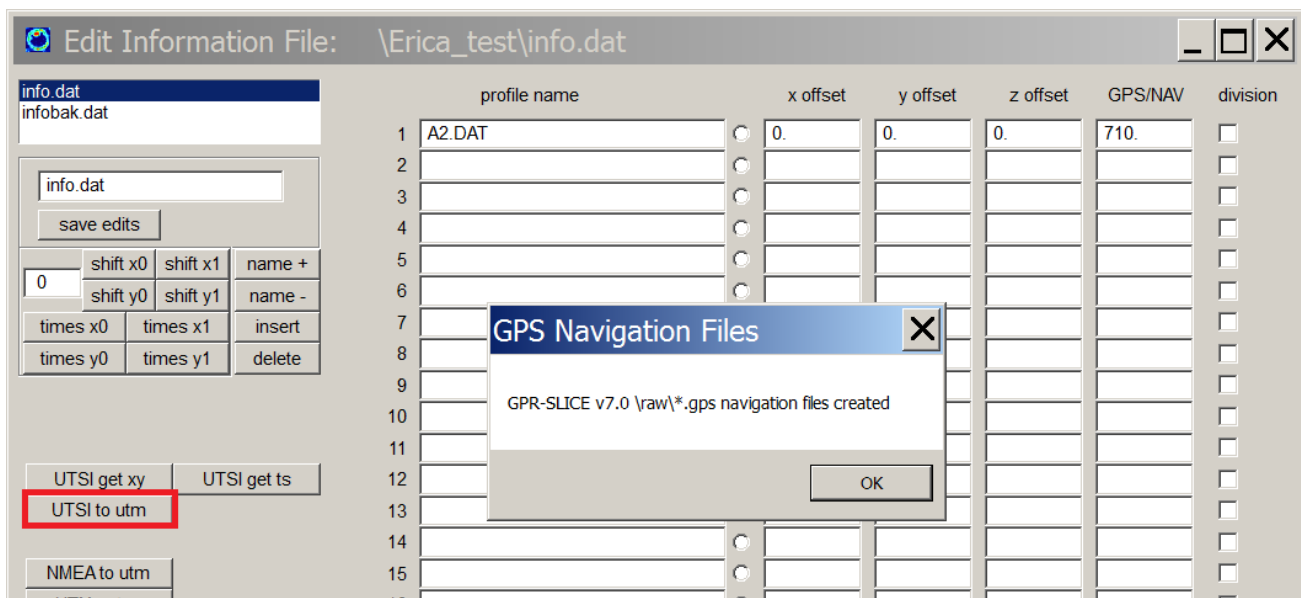 Edit Information File: \Erica_test\info.dat
info.dat
infobak.dat
info.dat
save edits
0
shift x0 shift x1 name +
shift y0 shift y1 name -
times x0 times x1 insert
times y0 times y1 delete
UTSI get xy UTSI get ts
UTSI to utm
NMEA to utm
profile name x offset y offset z offset GPS/NAV division
1 A2.DAT 0. 0. 0. 710.
2
3
4
5
6
7
8
9
10
11
12
13
14
15
GPS Navigation Files
GPR-SLICE v7.0 \raw\*.gps navigation files created
OK